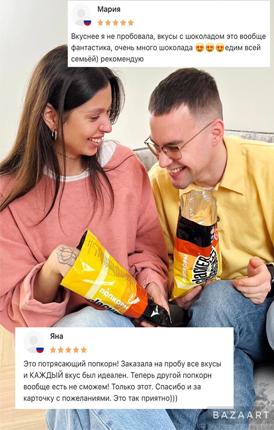 Мария
Вкуснее я не пробовала, вкусы с шоколадом это вообще
фантастика, очень много шоколада 😍😍😍едим всей
семьёй) рекомендую
ПОПКОРН
Яна
Это потрясающий попкорн! Заказала на пробу все вкусы
и КАЖДЫЙ вкус был идеален. Теперь другой попкорн
вообще есть не сможем! Только этот. Спасибо и за
карточку с пожеланиями. Это так приятно)))
BAZAART